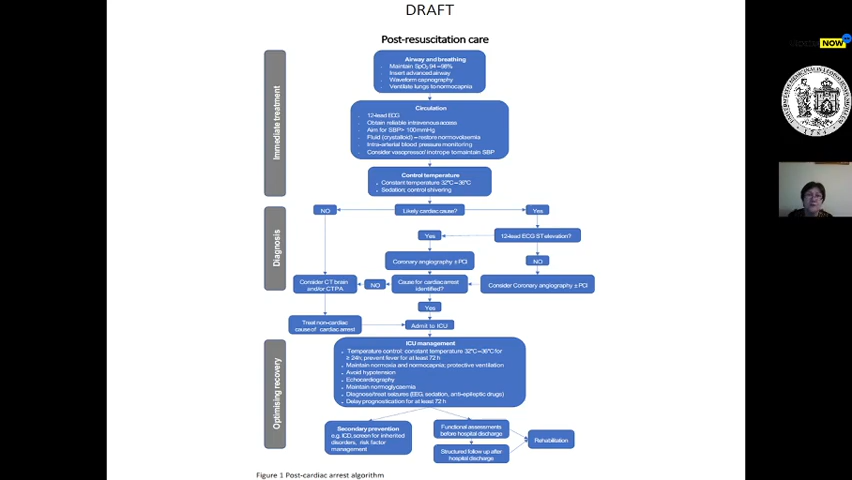 DRAFT
Post-resuscitation care
Immediate treatment
Airway and breathing
Maintain SpO2 94 –98%
Insert advanced airway
Waveform capnography
Ventilate lungs to normocapnia
Circulation
12-lead ECG
Obtain reliable intravenous access
Aim for SBP> 100mmHg
Fluid (crystalloid) – restore normovolaemia
Intra-arterial blood pressure monitoring
Consider vasopressor/ inotrope to maintain SBP
Control temperature
Constant temperature 32°C – 36°C
Sedation; control shivering
Diagnosis
NO
Likely cardiac cause?
Yes
Yes
12-lead ECG ST elevation?
Coronary angiography ± PCI
NO
Consider CT brain
and/or CTPA
NO
Cause for cardiac arrest
identified?
Consider Coronary angiography ± PCI
Yes
Treat non-cardiac
cause of cardiac arrest
Admit to ICU
Optimising recovery
ICU management
Temperature control: constant temperature 32°C –36°C for
≥ 24h; prevent fever for at least 72 h
Maintain normoxia and normocapnia; protective ventilation
Avoid hypotension
Echocardiography
Maintain normoglycaemia
Diagnose/treat seizures (EEG, sedation, anti-epileptic drugs)
Delay prognostication for at least 72 h
Secondary prevention
e.g. ICD, screen for inherited
disorders, risk factor
management
Functional assessments
before hospital discharge
Structured follow up after
hospital discharge
Rehabilitation
Figure 1 Post-cardiac arrest algorithm
NOW